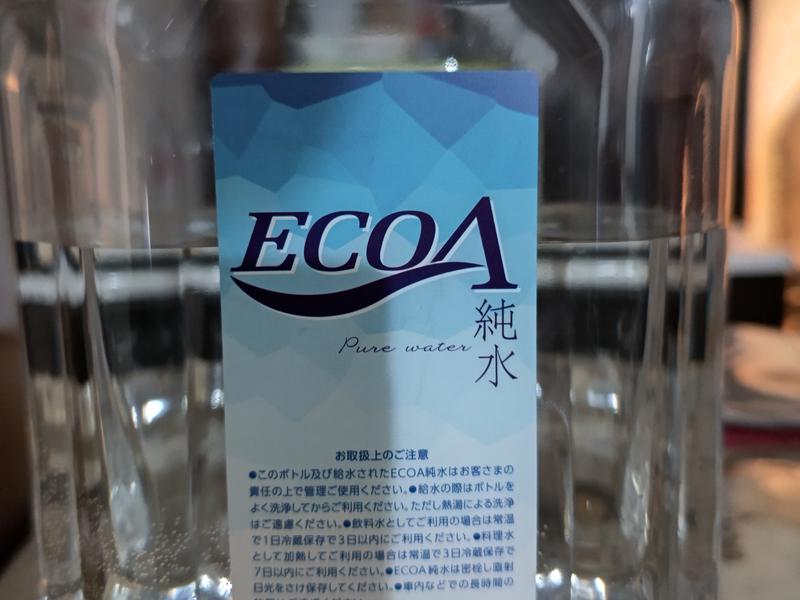 ECOA
純水
Pure water
お取扱上のご注意
●このボトル及び給水されたECOA純水はお客さまの
責任の上で管理ご使用ください。●給水の際はボトルを
よく洗浄してからご利用ください。ただし熱湯による洗浄
はご遠慮ください。●飲料水としてご利用の場合は常温
で1日冷蔵保存で3日以内にご利用ください。●料理水
として加熱してご利用の場合は常温で3日冷蔵保存で
7日以内にご利用ください。●ECOA純水は密栓し直射
日光をさけ保存してください。●車内などでの長時間の